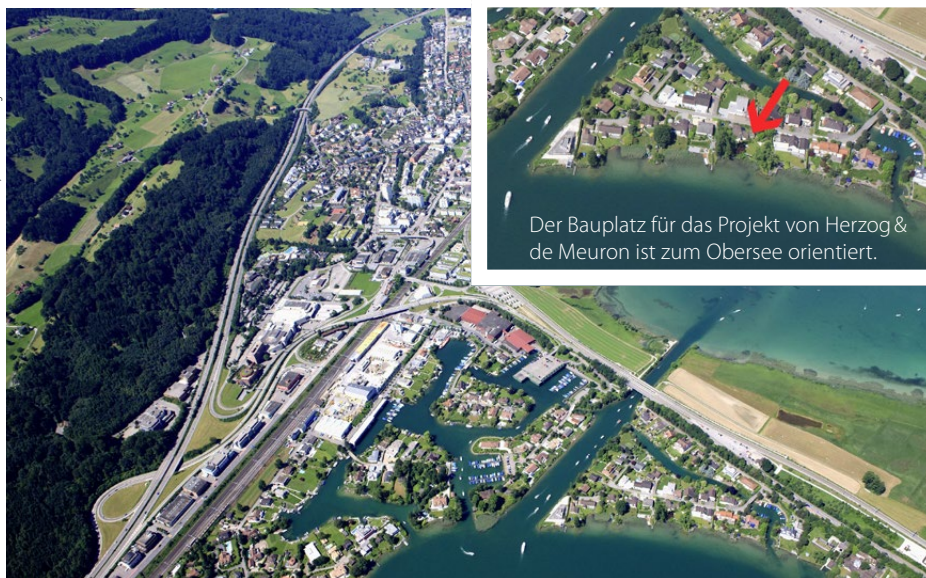 Der Bauplatz für das Projekt von Herzog &
de Meuron ist zum Obersee orientiert.